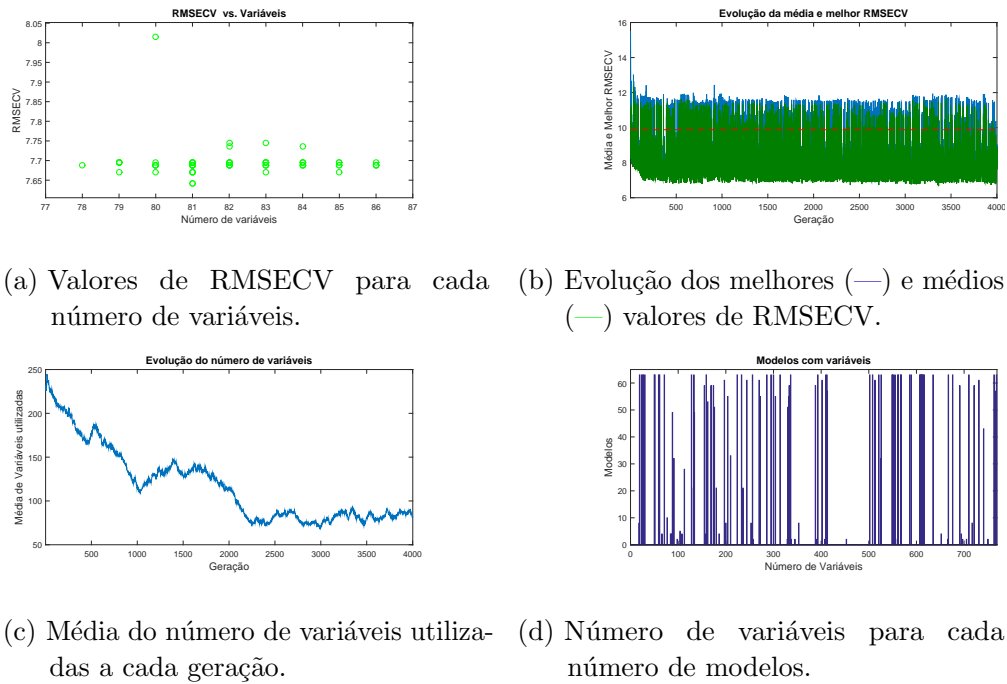 RMSECV vs. Variáveis
8.05
8
7.95
7.9
7.85
7.8
7.75
7.7
7.65
RMSECV
77 78 79 80 81 82 83 84 85 86 87
Número de variáveis
Evolução da média e melhor RMSECV
16
14
12
10
8
6
Média e Melhor RMSECV
500 1000 1500 2000 2500 3000 3500 4000
Geração
(a) Valores de RMSECV para cada
número de variáveis.
(b) Evolução dos melhores (—) e médios
(—) valores de RMSECV.
Evolução do número de variáveis
250
200
150
100
50
Média de Variáveis utilizadas
500 1000 1500 2000 2500 3000 3500 4000
Geração
Modelos com variáveis
60
50
40
30
20
10
0
Modelos
0 100 200 300 400 500 600 700
Número de Variáveis
(c) Média do número de variáveis utiliza-
das a cada geração.
(d) Número de variáveis para cada
número de modelos.